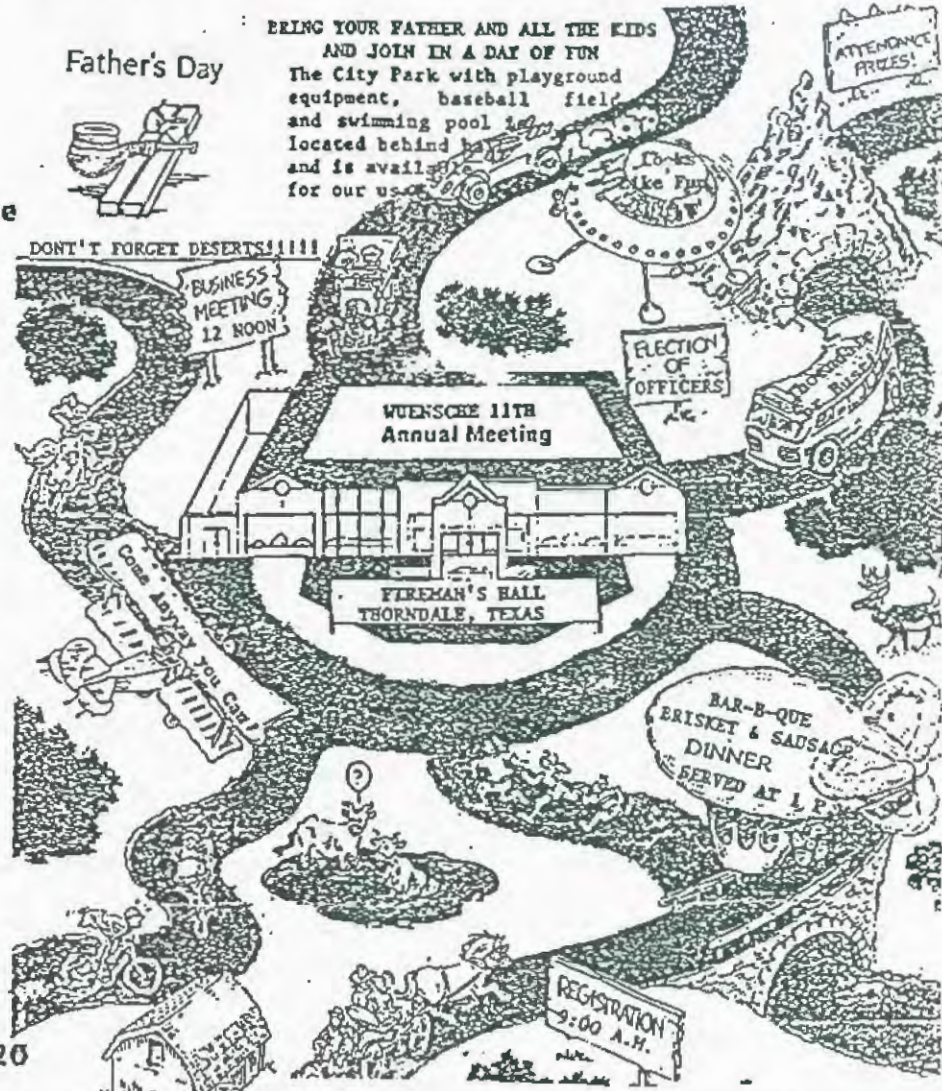 BRING YOUR FATHER AND ALL THE KIDS
AND JOIN IN A DAY OF FUN
Father's Day
The City Park with playground
equipment, baseball field
and swimming pool
located behind
and is
for our
ATTENDANCE
PRIZES!
Looks
Like Fun
e
DONT'T FORGET DESERTS!!!!!
BUSINESS
MEETING
12 NOON
ELECTION
OF
OFFICERS
WUENSCHE 11TH
Annual Meeting
FIREMAN'S HALL
THORNDALE, TEXAS
Come Anyway you Can!
BAR-B-QUE
BRISKET & SAUSAGE
DINNER
SERVED AT 1 P
REGISTRATION
9:00 A.M.
26